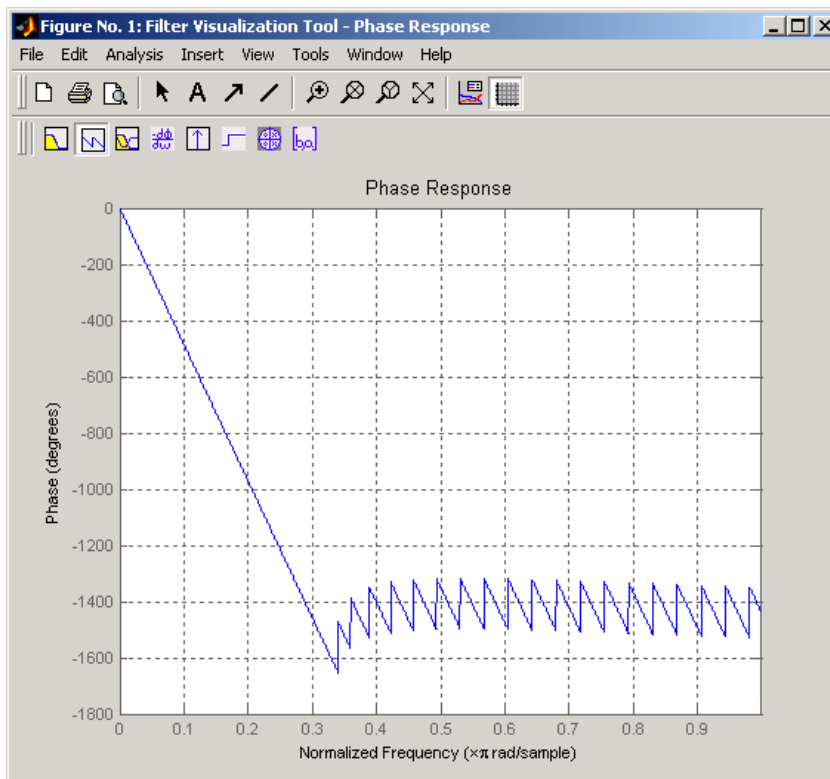 Figure No. 1: Filter Visualization Tool - Phase Response
File Edit Analysis Insert View Tools Window Help
A
-dϕ
dω
[b,a]
Phase Response
0
-200
-400
-600
-800
-1000
-1200
-1400
-1600
-1800
Phase (degrees)
0 0.1 0.2 0.3 0.4 0.5 0.6 0.7 0.8 0.9
Normalized Frequency (×π rad/sample)